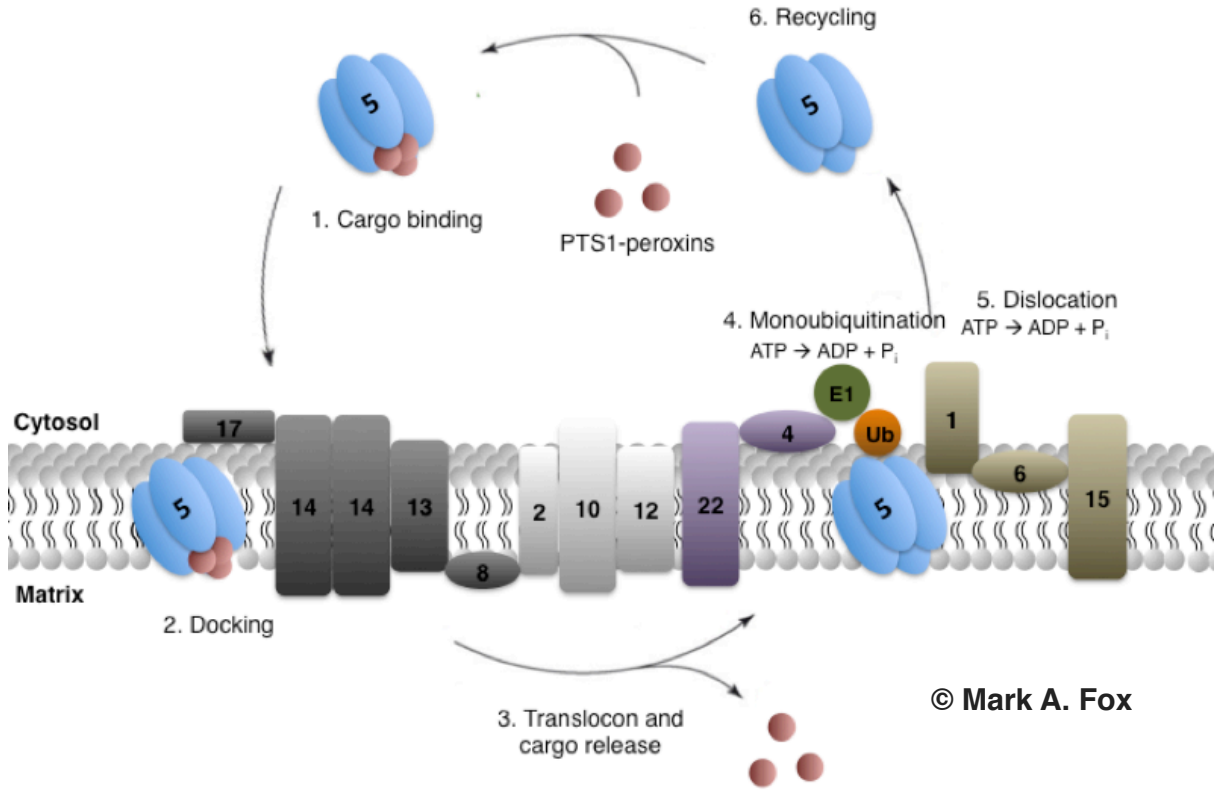 6. Recycling
5
5
1. Cargo binding
PTS1-peroxins
5. Dislocation
ATP → ADP + Pi
4. Monoubiquitination
ATP → ADP + Pi
E1
Cytosol
17
4
Ub
1
6
5
14
14
13
2
10
12
22
5
15
8
Matrix
2. Docking
3. Translocon and
cargo release
© Mark A. Fox